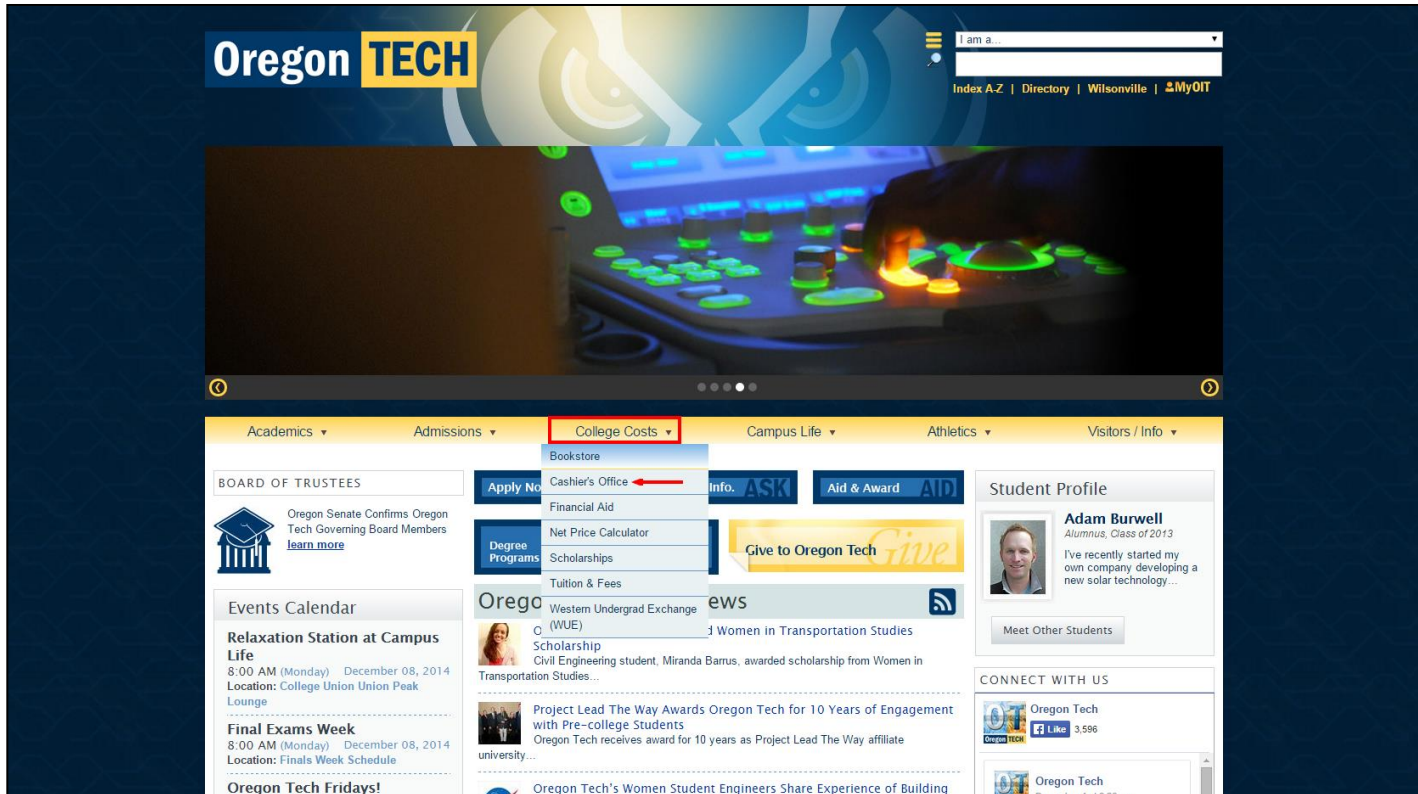 Oregon TECH
I am a...
Index A-Z | Directory | Wilsonville | MyOIT
Academics
Admissions
College Costs
Campus Life
Athletics
Visitors / Info
Bookstore
Cashier's Office
Financial Aid
Net Price Calculator
Scholarships
Tuition & Fees
Western Undergrad Exchange
(WUE)
BOARD OF TRUSTEES
Oregon Senate Confirms Oregon
Tech Governing Board Members
learn more
Events Calendar
Relaxation Station at Campus
Life
8:00 AM (Monday) December 08, 2014
Location: College Union Union Peak
Lounge
Final Exams Week
8:00 AM (Monday) December 08, 2014
Location: Finals Week Schedule
Oregon Tech Fridays!
Apply No
Info. ASK
Aid & Award AID
Degree
Programs
Give to Oregon Tech Give
Orego
ews
d Women in Transportation Studies
Scholarship
Civil Engineering student, Miranda Barrus, awarded scholarship from Women in
Transportation Studies...
Project Lead The Way Awards Oregon Tech for 10 Years of Engagement
with Pre-college Students
Oregon Tech receives award for 10 years as Project Lead The Way affiliate
university...
Oregon Tech's Women Student Engineers Share Experience of Building
Student Profile
Adam Burwell
Alumnus, Class of 2013
I've recently started my
own company developing a
new solar technology...
Meet Other Students
CONNECT WITH US
OT
Oregon TECH
Oregon Tech
Like 3,596
OT
Oregon Tech